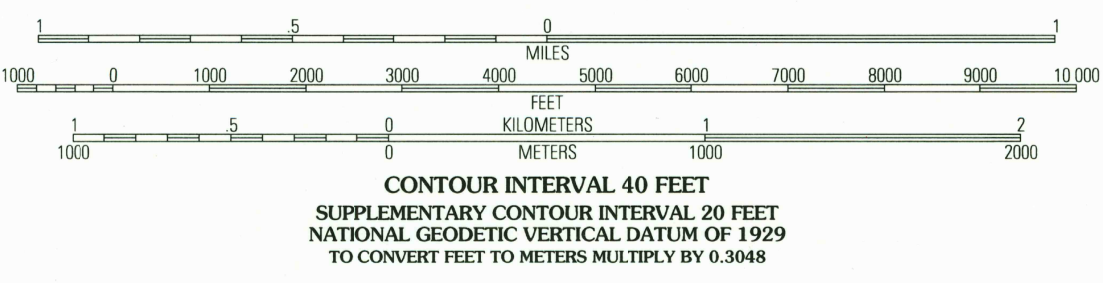 1 .5 0 1
MILES
1000 0 1000 2000 3000 4000 5000 6000 7000 8000 9000 10 000
FEET
1 .5 0 KILOMETERS 1 2
1000 0 METERS 1000 2000
CONTOUR INTERVAL 40 FEET
SUPPLEMENTARY CONTOUR INTERVAL 20 FEET
NATIONAL GEODETIC VERTICAL DATUM OF 1929
TO CONVERT FEET TO METERS MULTIPLY BY 0.3048